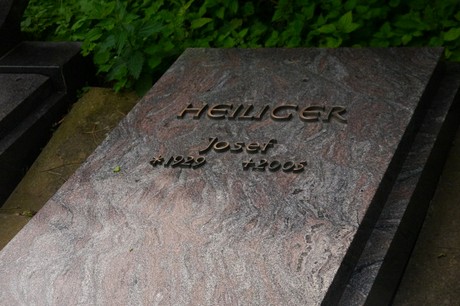 HEILIGER
Josef
*1929 +2005